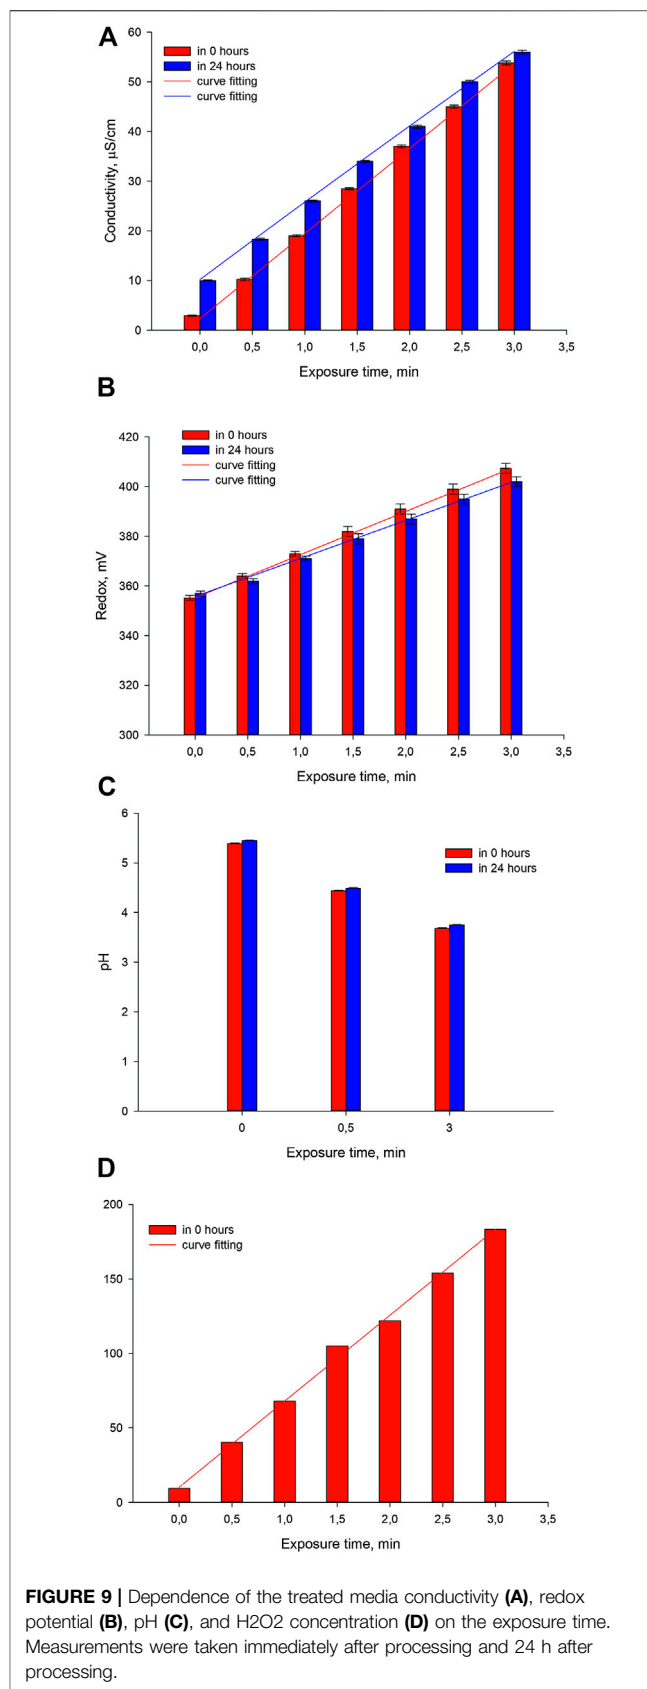 A
in 0 hours
in 24 hours
curve fitting
curve fitting
Conductivity, µS/cm
60
50
40
30
20
10
0
0,0 0,5 1,0 1,5 2,0 2,5 3,0 3,5
Exposure time, min
B
in 0 hours
in 24 hours
curve fitting
curve fitting
Redox, mV
420
400
380
360
340
320
300
0,0 0,5 1,0 1,5 2,0 2,5 3,0 3,5
Exposure time, min
C
in 0 hours
in 24 hours
pH
6
5
4
3
2
1
0
0 0,5 3
Exposure time, min
D
in 0 hours
curve fitting
200
150
100
50
0
0,0 0,5 1,0 1,5 2,0 2,5 3,0 3,5
Exposure time, min
FIGURE 9 | Dependence of the treated media conductivity (A), redox
potential (B), pH (C), and H2O2 concentration (D) on the exposure time.
Measurements were taken immediately after processing and 24 h after
processing.